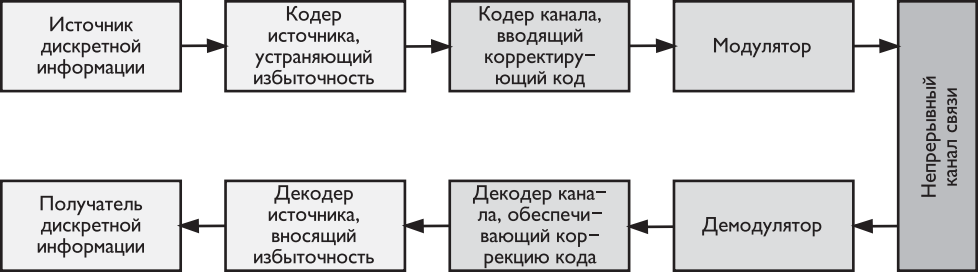 Источник
дискретной
информации
Кодер
источника,
устраняющий
избыточность
Кодер канала,
вводящий
корректиру–
ющий код
Модулятор
Непрерывный
канал связи
Получатель
дискретной
информации
Декодер
источника,
вносящий
избыточность
Декодер кана–
ла, обеспечи–
вающий кор–
рекцию кода
Демодулятор